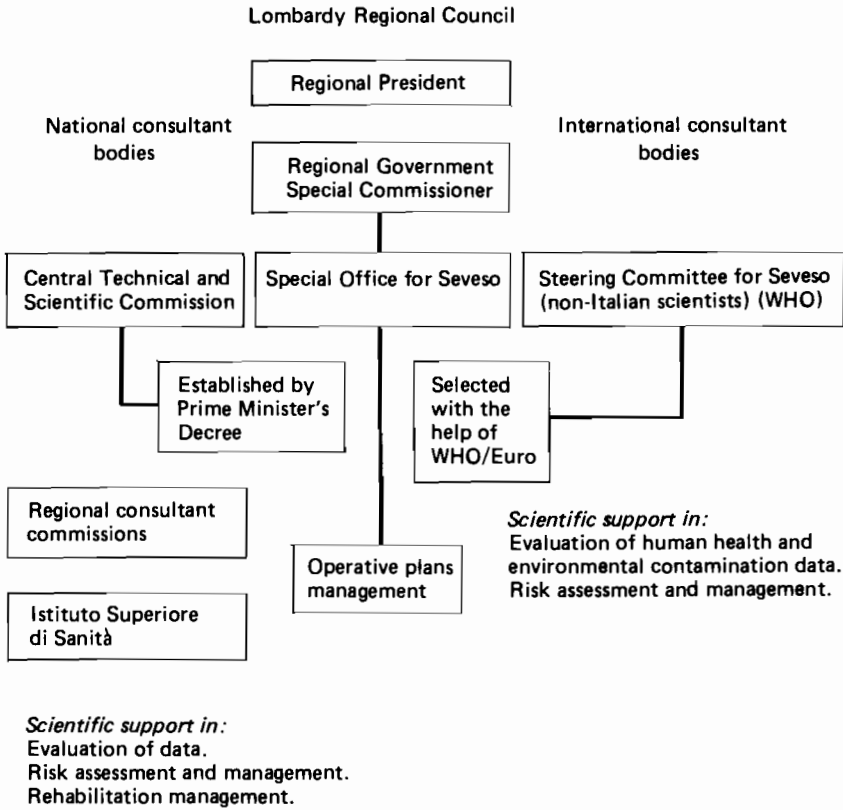 Lombardy Regional Council
Regional President
National consultant
bodies
International consultant
bodies
Regional Government
Special Commissioner
Central Technical and
Scientific Commission
Special Office for Seveso
Steering Committee for Seveso
(non-Italian scientists) (WHO)
Established by
Prime Minister's
Decree
Selected
with the
help of
WHO/Euro
Regional consultant
commissions
Operative plans
management
Scientific support in:
Evaluation of human health and
environmental contamination data.
Risk assessment and management.
Istituto Superiore
di Sanità
Scientific support in:
Evaluation of data.
Risk assessment and management.
Rehabilitation management.